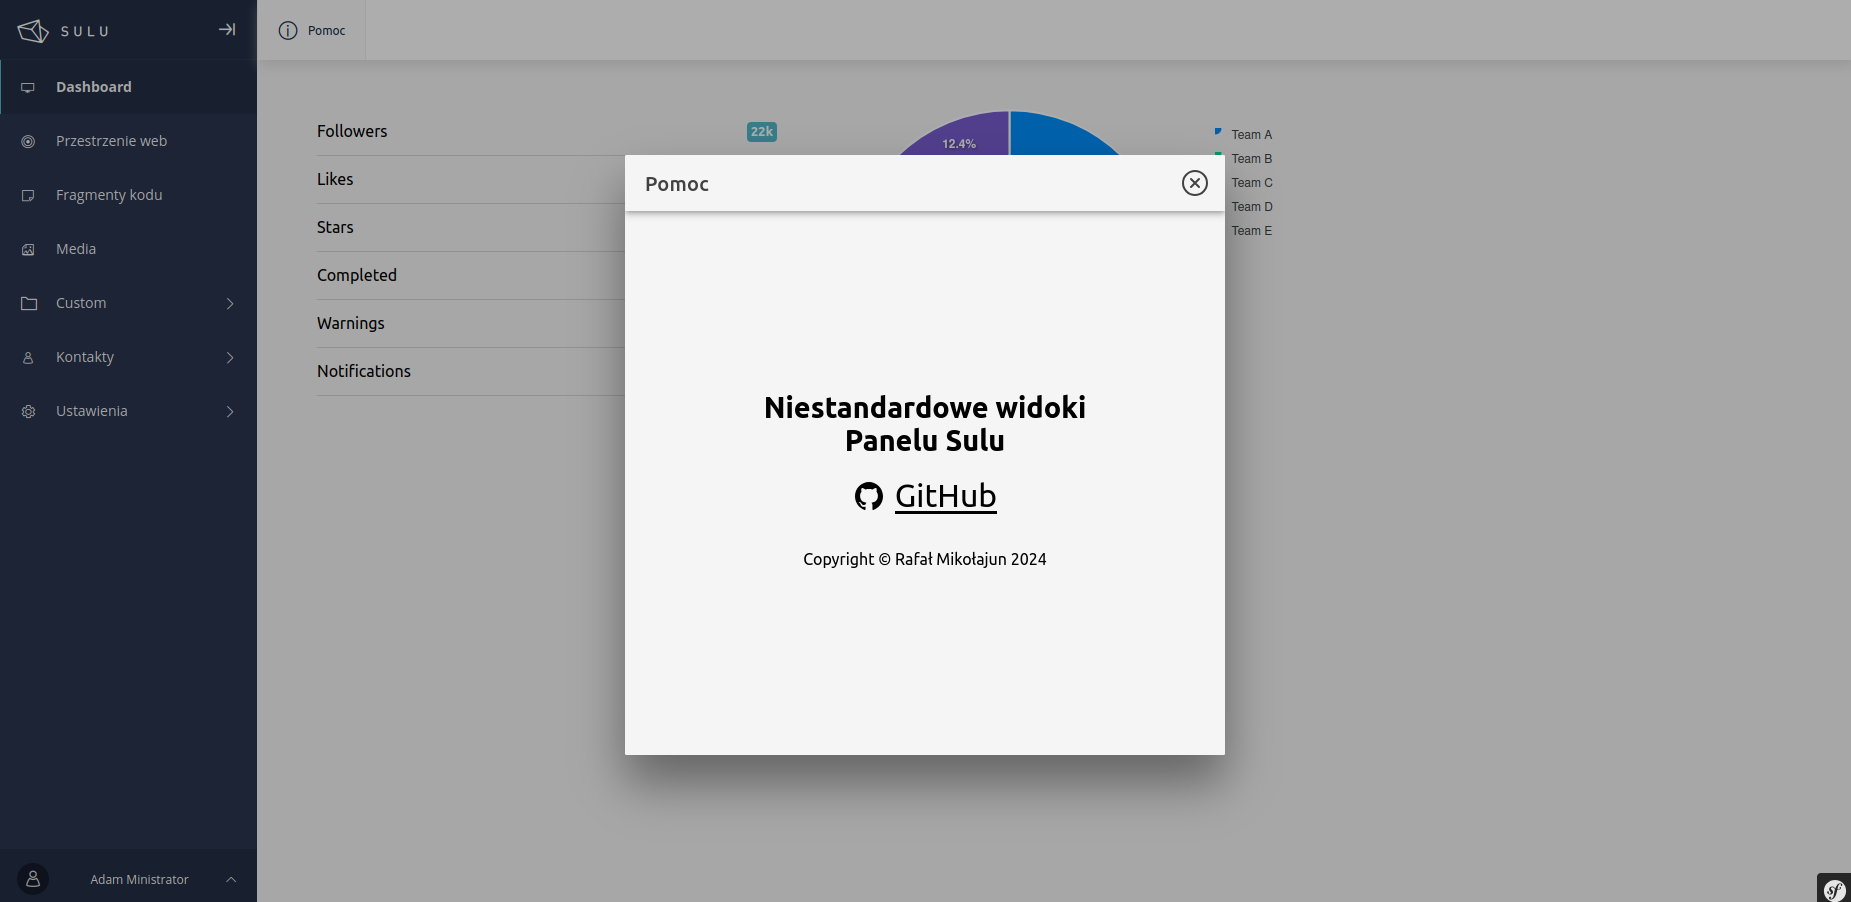 SULU
Dashboard
Przestrzenie web
Fragmenty kodu
Media
Custom
Kontakty
Ustawienia
Adam Ministrator
Pomoc
Followers
22k
Likes
Stars
Completed
Warnings
Notifications
12.4%
Team A
Team B
Team C
Team D
Team E
Pomoc
Niestandardowe widoki
Panelu Sulu
GitHub
Copyright © Rafał Mikołajun 2024
sf